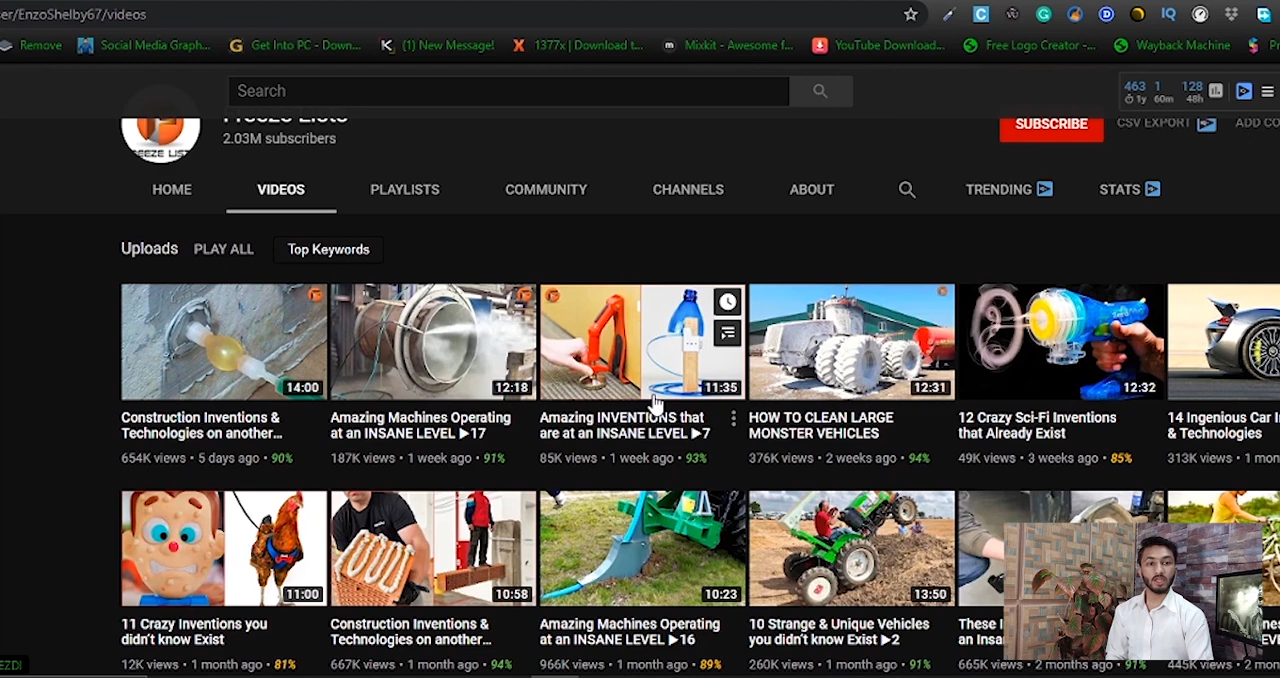 ser/EnzoShelby67/videos
Remove
Social Media Graph...
Get Into PC - Down...
(1) New Message!
1377x | Download t...
Mixkit - Awesome f...
YouTube Download...
Free Logo Creator -...
Wayback Machine
Search
463 1 128
1y 60m 48h
2.03M subscribers
SUBSCRIBE
CSV EXPORT
ADD CO
HOME
VIDEOS
PLAYLISTS
COMMUNITY
CHANNELS
ABOUT
TRENDING
STATS
Uploads
PLAY ALL
Top Keywords
14:00
12:18
11:35
12:31
12:32
Construction Inventions &
Technologies on another...
654K views • 5 days ago • 90%
Amazing Machines Operating
at an INSANE LEVEL ▶17
187K views • 1 week ago • 91%
Amazing INVENTIONS that
are at an INSANE LEVEL ▶7
85K views • 1 week ago • 93%
HOW TO CLEAN LARGE
MONSTER VEHICLES
376K views • 2 weeks ago • 94%
12 Crazy Sci-Fi Inventions
that Already Exist
49K views • 3 weeks ago • 85%
14 Ingenious Car I
& Technologies
313K views • 1 mon
11:00
10:58
10:23
13:50
11 Crazy Inventions you
didn't know Exist
12K views • 1 month ago • 81%
Construction Inventions &
Technologies on another...
667K views • 1 month ago • 94%
Amazing Machines Operating
at an INSANE LEVEL ▶16
966K views • 1 month ago • 89%
10 Strange & Unique Vehicles
you didn't know Exist ▶2
260K views • 1 month ago • 91%
These I
an Insa
665K views • 2 months ago • 91%
445K views • 2 mon
EZDI